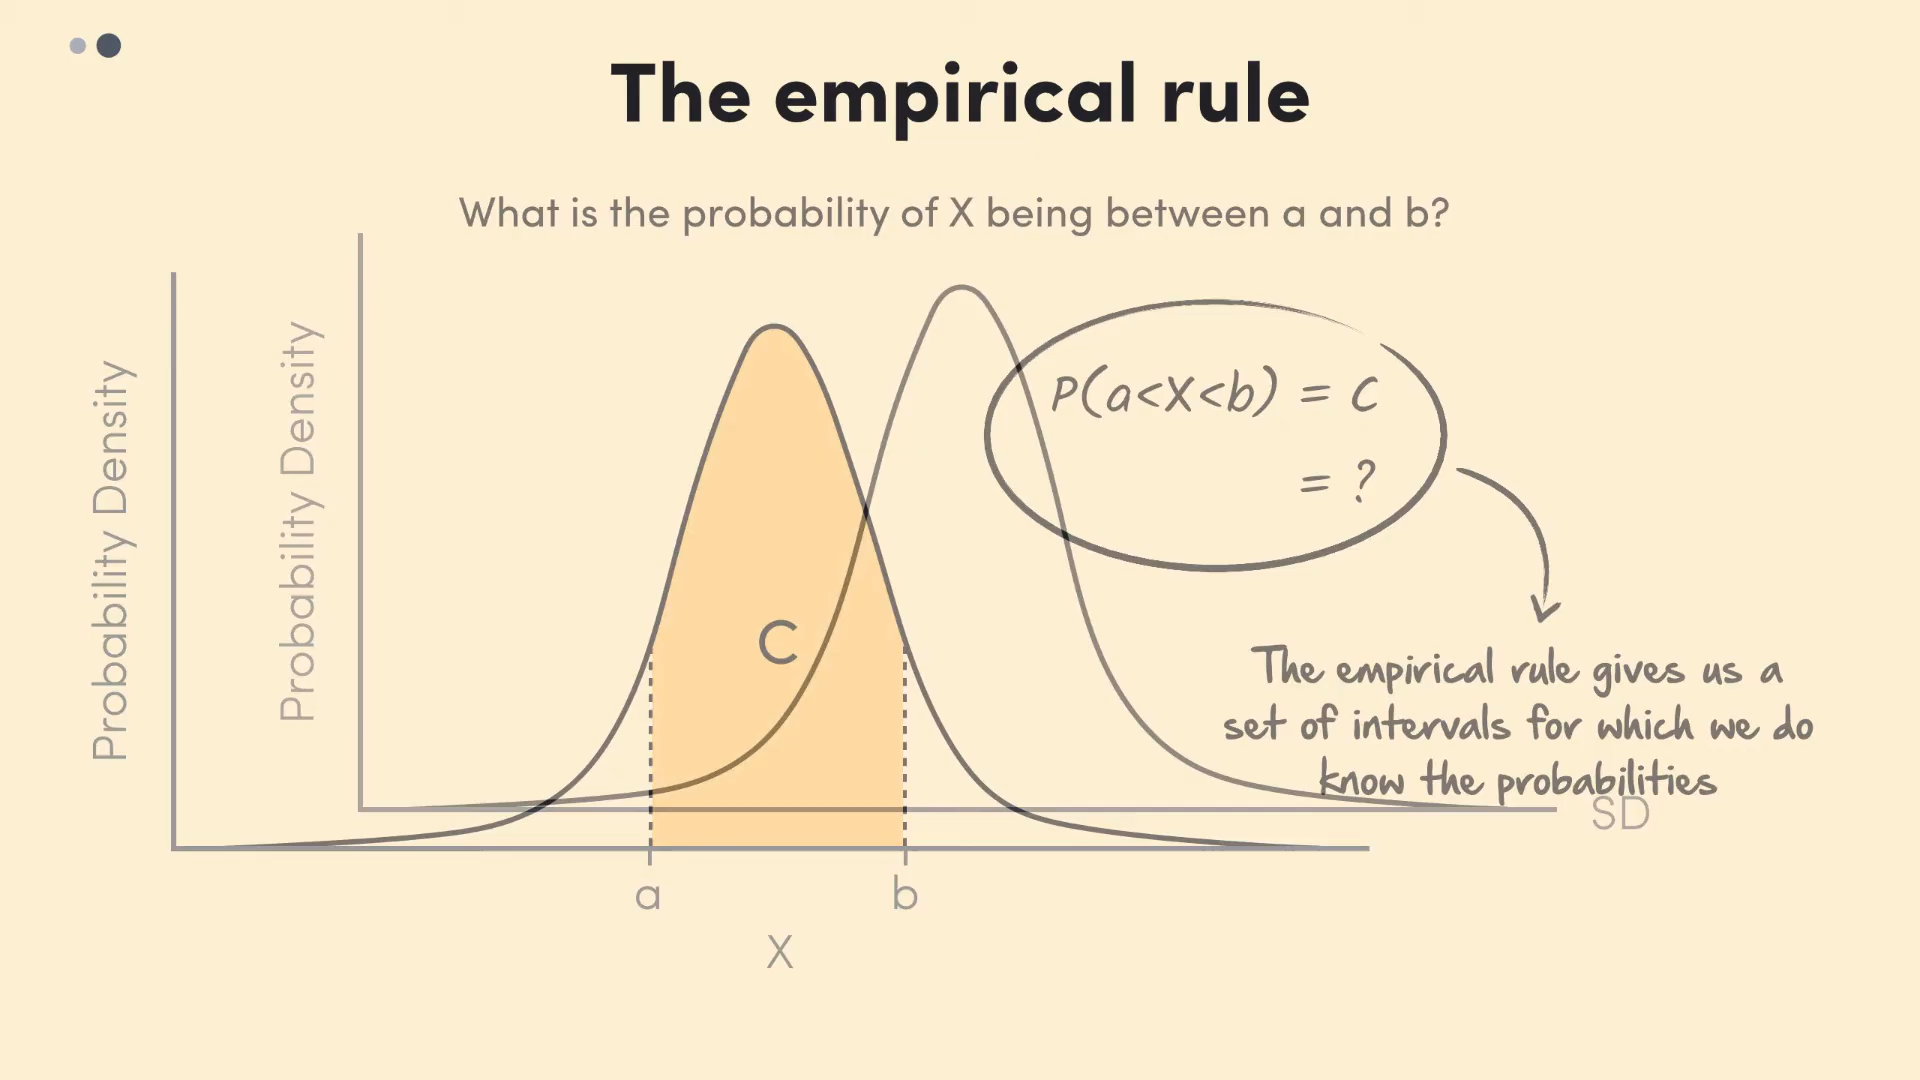 The empirical rule
What is the probability of X being between a and b?
Probability Density
Probability Density
P(a<X<b) = C
= ?
C
The empirical rule gives us a
set of intervals for which we do
know the probabilities
SD
a
b
X